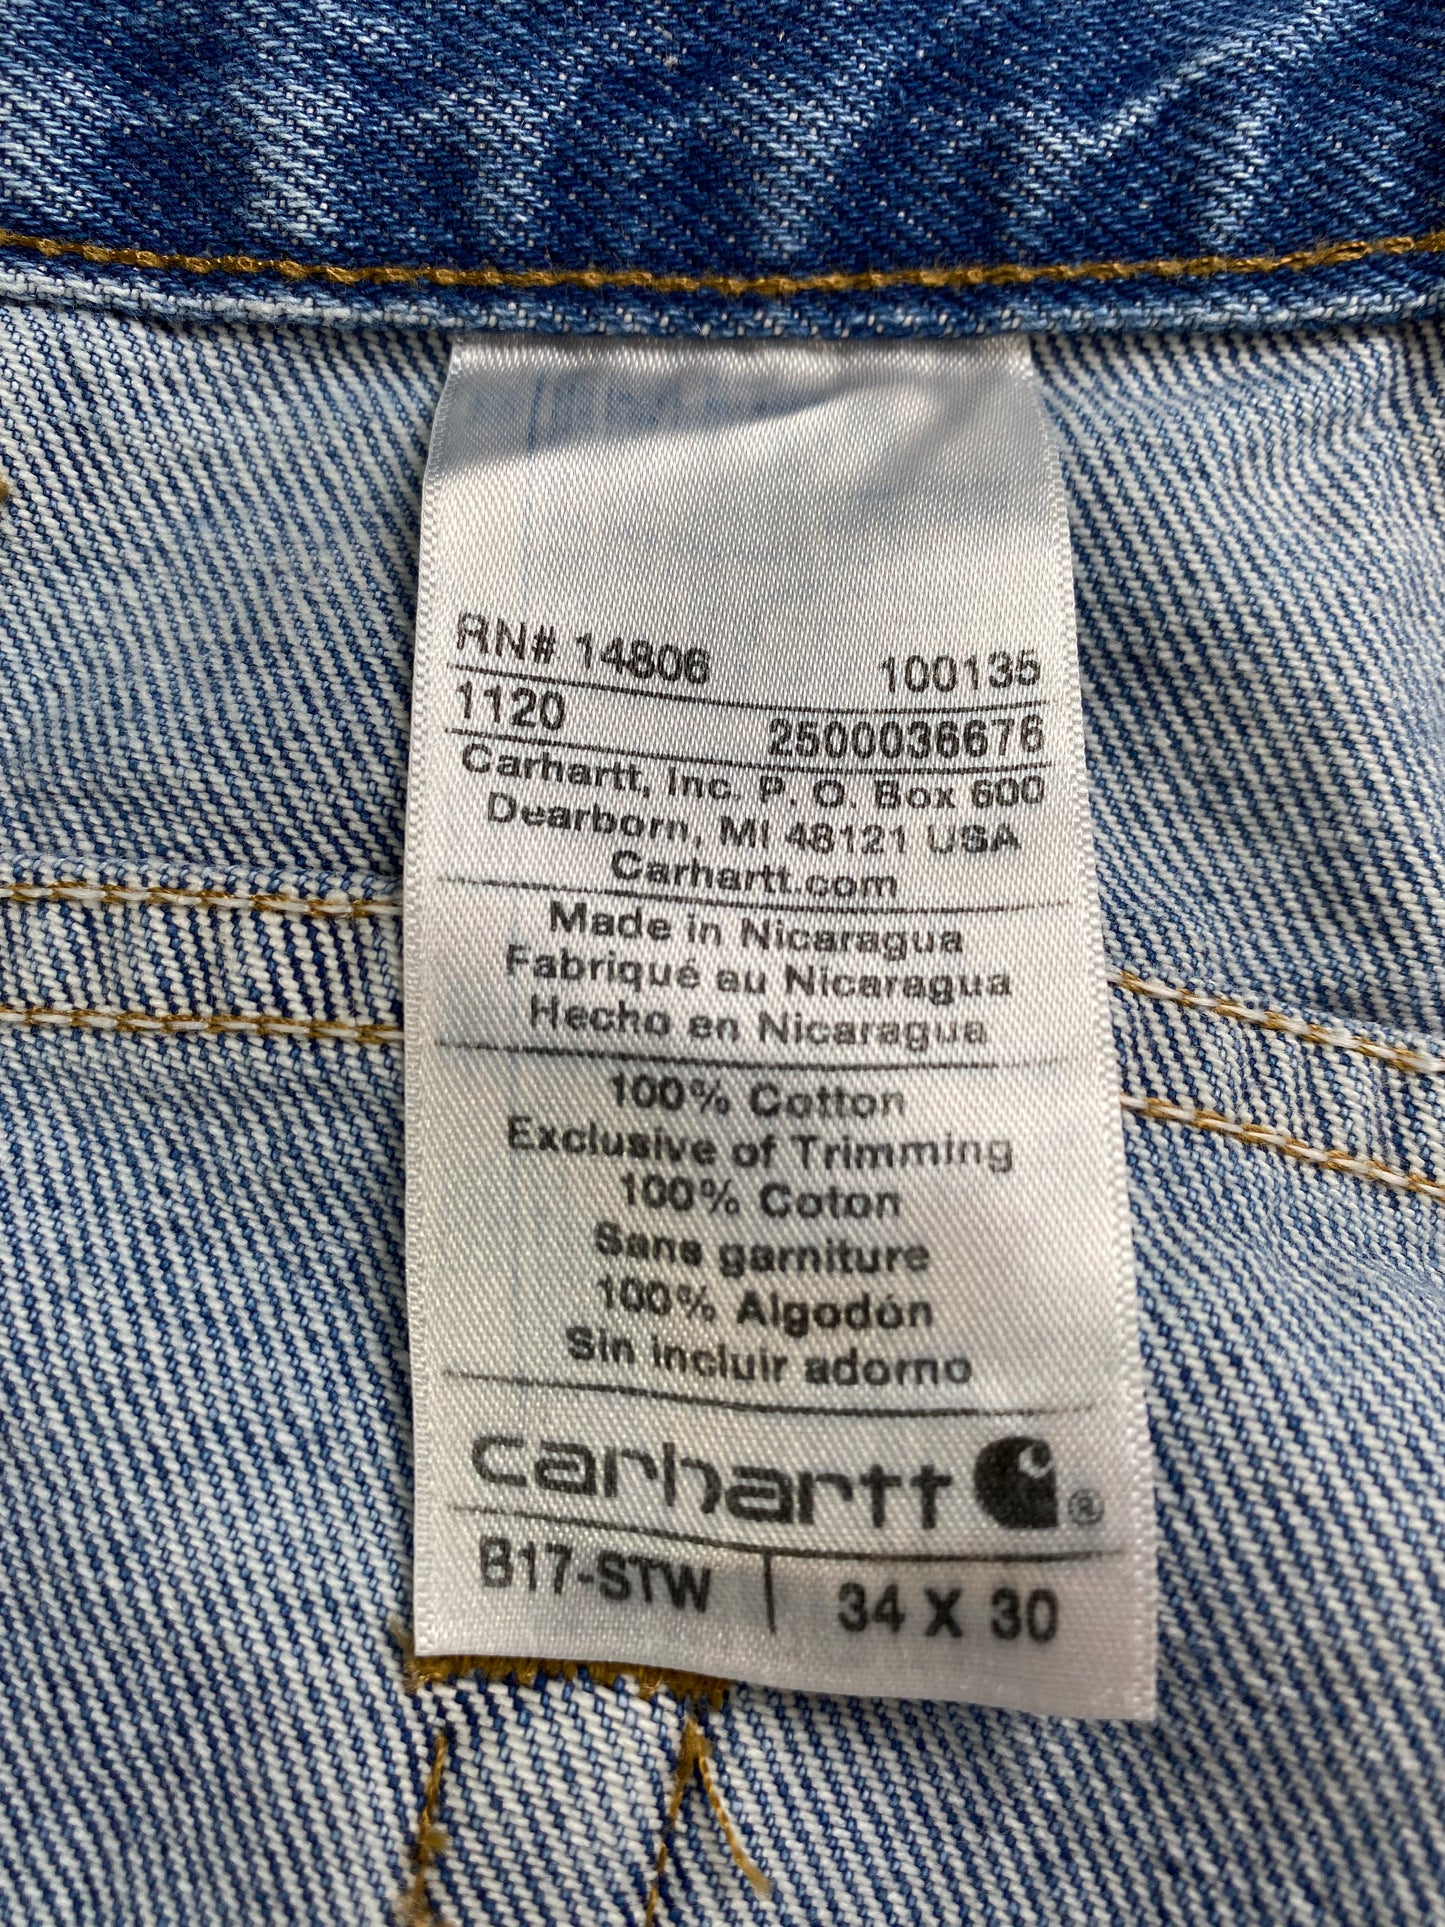 RN# 14806 100135
1120 2500036676
Carhartt, Inc. P. O. Box 600
Dearborn, MI 48121 USA
Carhartt.com
Made in Nicaragua
Fabriqué au Nicaragua
Hecho en Nicaragua
100% Cotton
Exclusive of Trimming
100% Coton
Sans garniture
100% Algodón
Sin incluir adorno
carhartt ®
B17-STW | 34 X 30